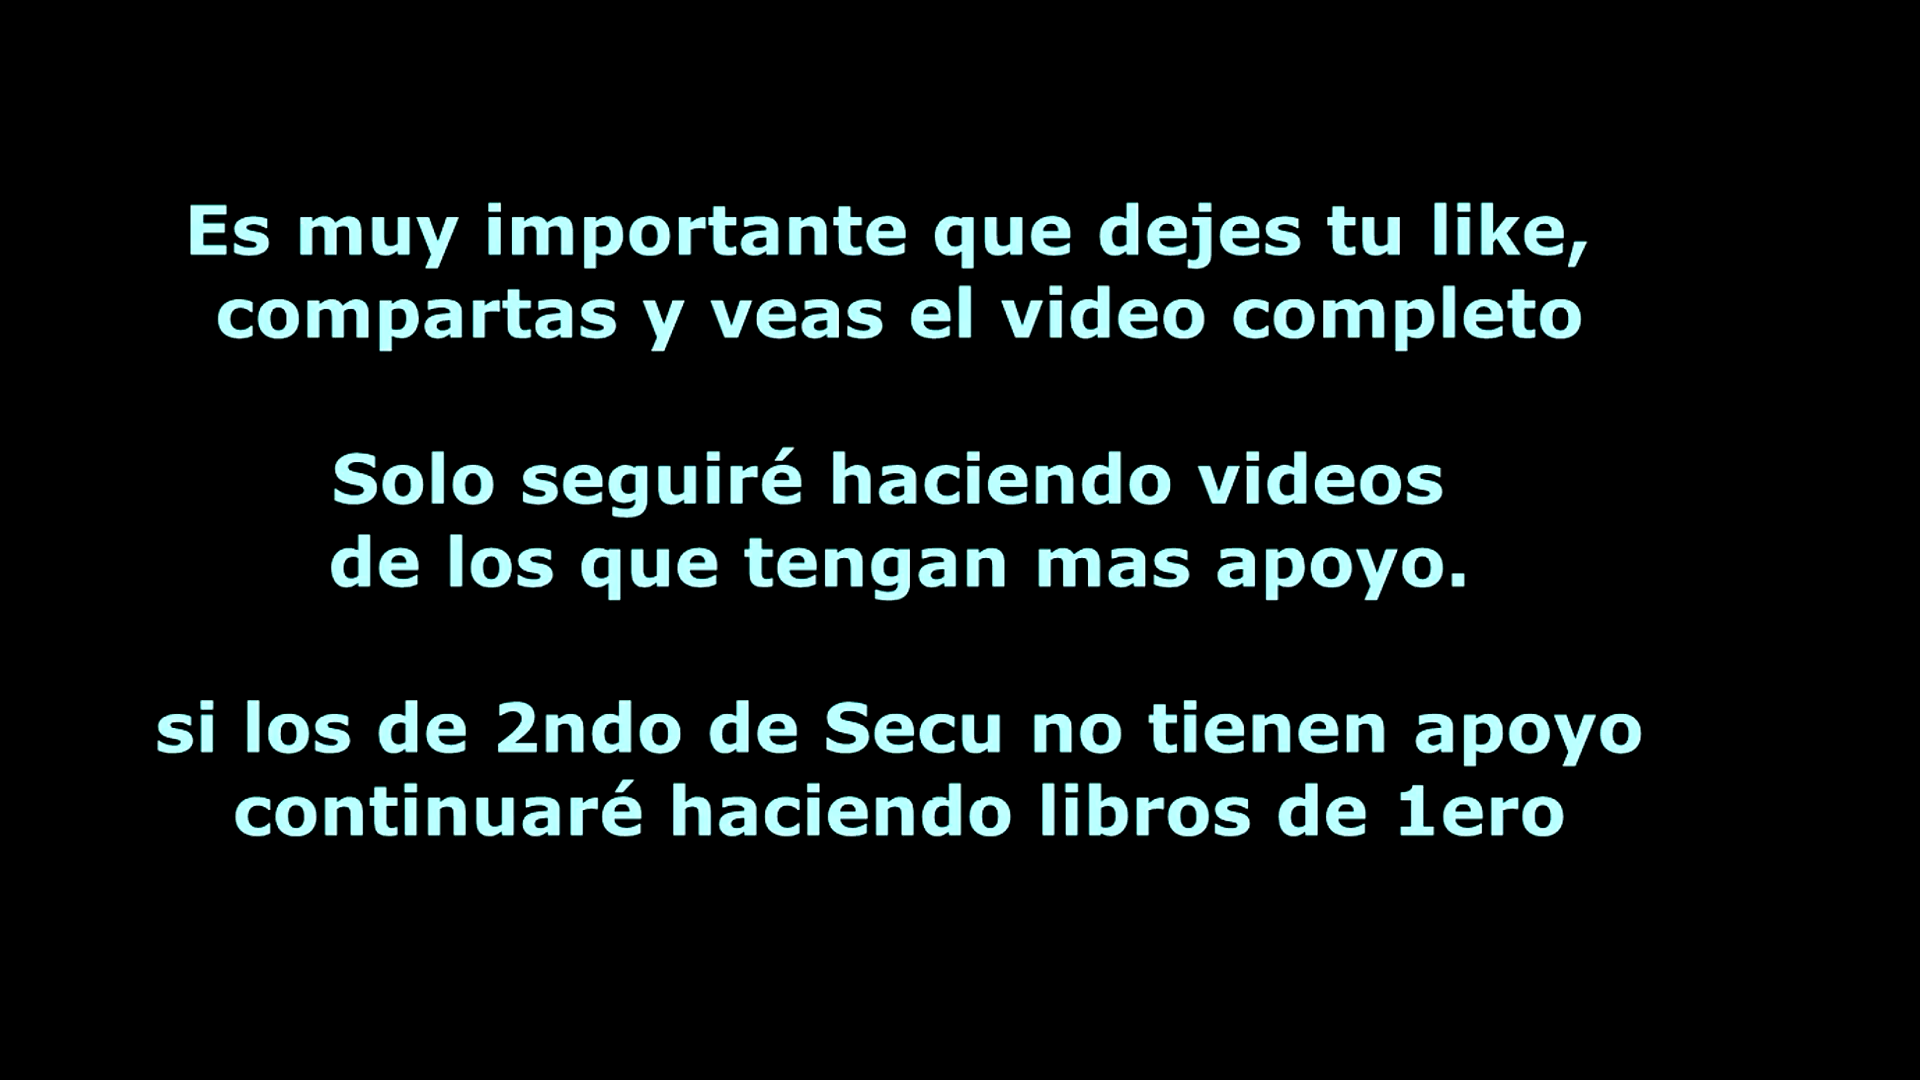 Es muy importante que dejes tu like,
compartas y veas el video completo
Solo seguiré haciendo videos
de los que tengan mas apoyo.
si los de 2ndo de Secu no tienen apoyo
continuaré haciendo libros de 1ero